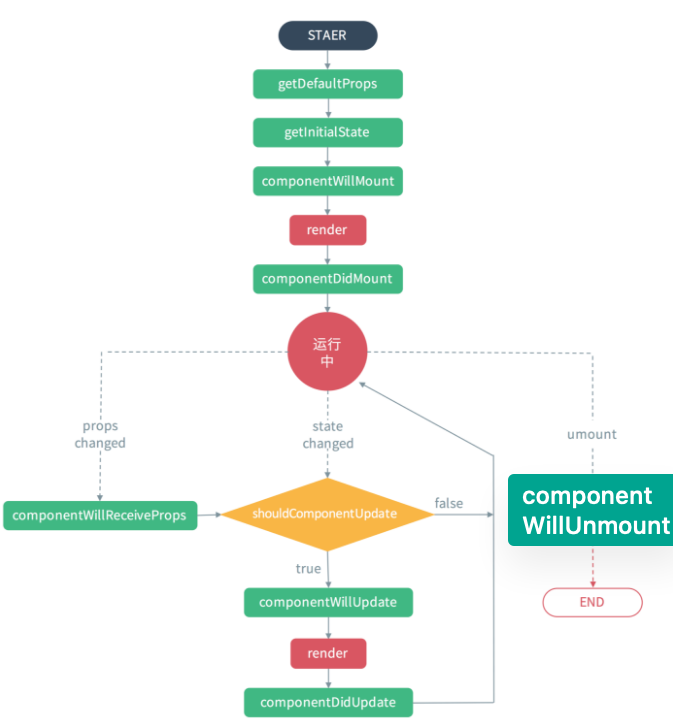 STAER
getDefaultProps
getInitialState
componentWillMount
render
componentDidMount
运行
中
props
changed
state
changed
umount
componentWillReceiveProps
shouldComponentUpdate
false
component
WillUnmount
true
componentWillUpdate
END
render
componentDidUpdate